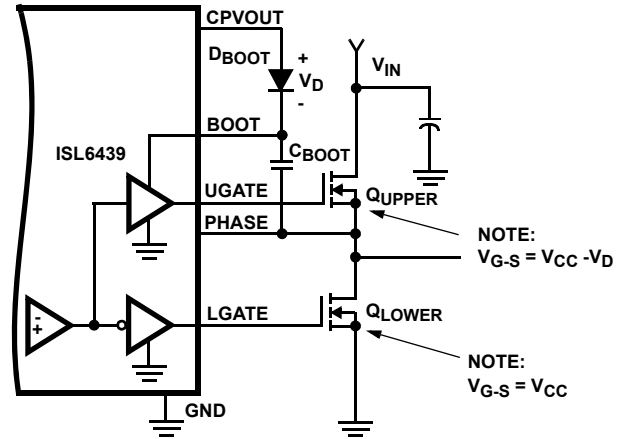 CPVOUT
DBOOT
+
VD
-
VIN
BOOT
ISL6439
CBOOT
UGATE
QUPPER
PHASE
NOTE:
VG-S = VCC -VD
-
+
LGATE
QLOWER
NOTE:
VG-S = VCC
GND